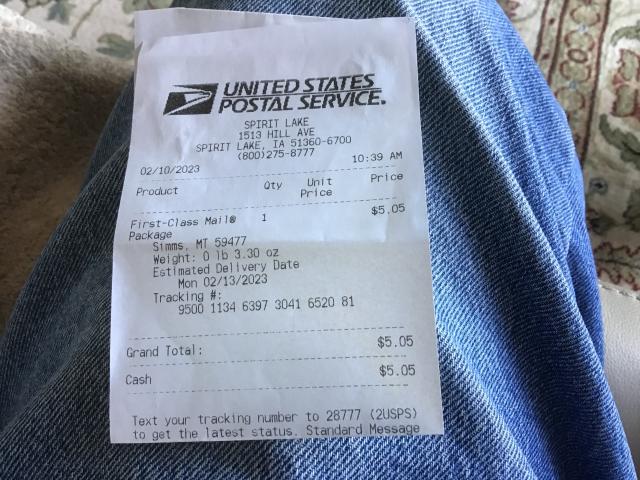 UNITED STATES
POSTAL SERVICE.
SPIRIT LAKE
1513 HILL AVE
SPIRIT LAKE, IA 51360-6700
(800)275-8777
02/10/2023 10:39 AM
Product Qty Unit Price
Price
First-Class Mail® 1 $5.05
Package
Simms, MT 59477
Weight: 0 lb 3.30 oz
Estimated Delivery Date
Mon 02/13/2023
Tracking #:
9500 1134 6397 3041 6520 81
Grand Total: $5.05
Cash $5.05
Text your tracking number to 28777 (2USPS)
to get the latest status. Standard Message